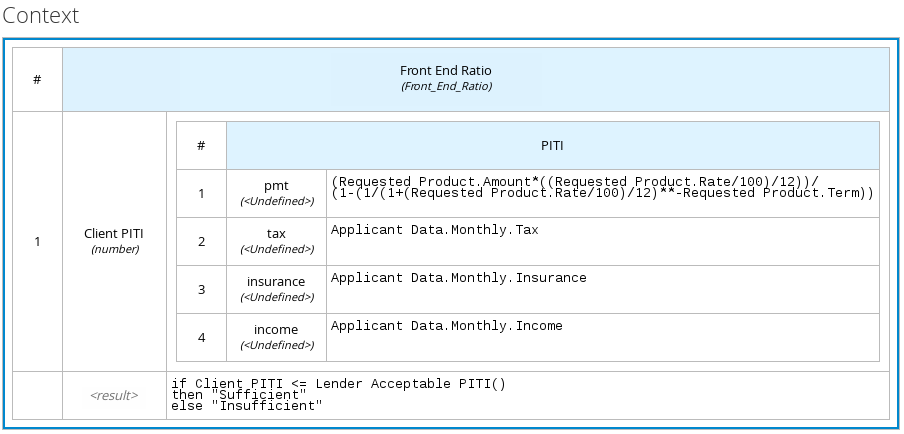 Context
#
Front End Ratio
(Front_End_Ratio)
1
Client PITI
(number)
#
PITI
1
pmt
(<Undefined>)
(Requested Product.Amount*((Requested Product.Rate/100)/12))/
(1-(1/(1+(Requested Product.Rate/100)/12)**-Requested Product.Term))
2
tax
(<Undefined>)
Applicant Data.Monthly.Tax
3
insurance
(<Undefined>)
Applicant Data.Monthly.Insurance
4
income
(<Undefined>)
Applicant Data.Monthly.Income
<result>
if Client PITI <= Lender Acceptable PITI()
then "Sufficient"
else "Insufficient"